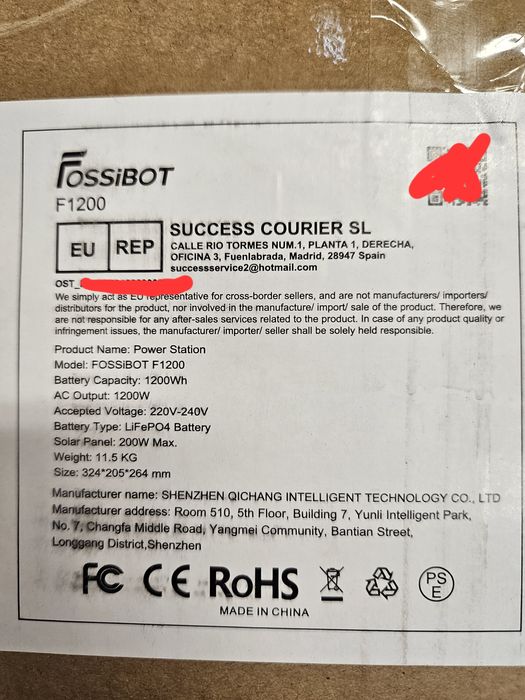 FOSSiBOT
F1200
EU REP
SUCCESS COURIER SL
CALLE RIO TORMES NUM.1, PLANTA 1, DERECHA,
OFICINA 3, Fuenlabrada, Madrid, 28947 Spain
successservice2@hotmail.com
OST_
We simply act as EU representative for cross-border sellers, and are not manufacturers/ importers/
distributors for the product, nor involved in the manufacture/ import/ sale of the product. Therefore, we
are not responsible for any after-sales services related to the product. In case of any product quality or
infringement issues, the manufacturer/ importer/ seller shall be solely held responsible.
Product Name: Power Station
Model: FOSSiBOT F1200
Battery Capacity: 1200Wh
AC Output: 1200W
Accepted Voltage: 220V-240V
Battery Type: LiFePO4 Battery
Solar Panel: 200W Max.
Weight: 11.5 KG
Size: 324*205*264 mm
Manufacturer name: SHENZHEN QICHANG INTELLIGENT TECHNOLOGY CO., LTD
Manufacturer address: Room 510, 5th Floor, Building 7, Yunli Intelligent Park,
No. 7, Changfa Middle Road, Yangmei Community, Bantian Street,
Longgang District,Shenzhen
FC CE RoHS PS E
MADE IN CHINA